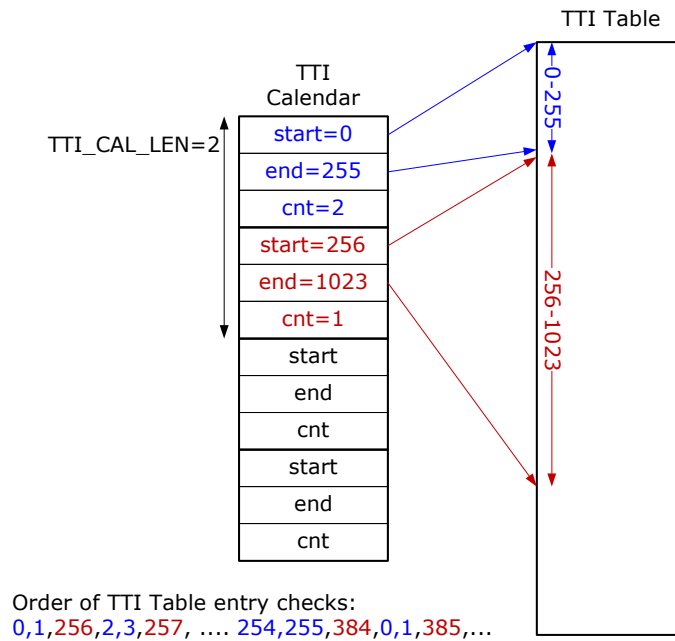 TTI Table
TTI
Calendar
TTI_CAL_LEN=2
start=0
end=255
cnt=2
start=256
end=1023
cnt=1
start
end
cnt
start
end
cnt
0-255
256-1023
Order of TTI Table entry checks:
0,1,256,2,3,257, .... 254,255,384,0,1,385,...